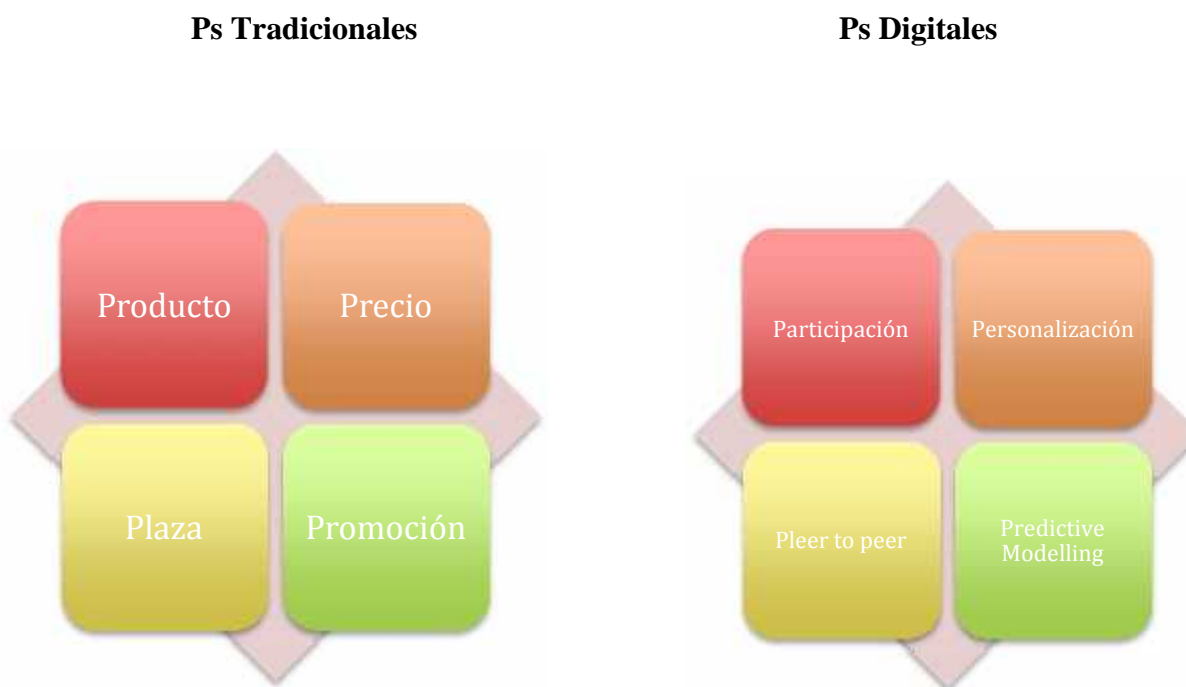 Ps Tradicionales
Ps Digitales
Producto
Precio
Plaza
Promoción
Participación
Personalización
Pleer to peer
Predictive
Modelling